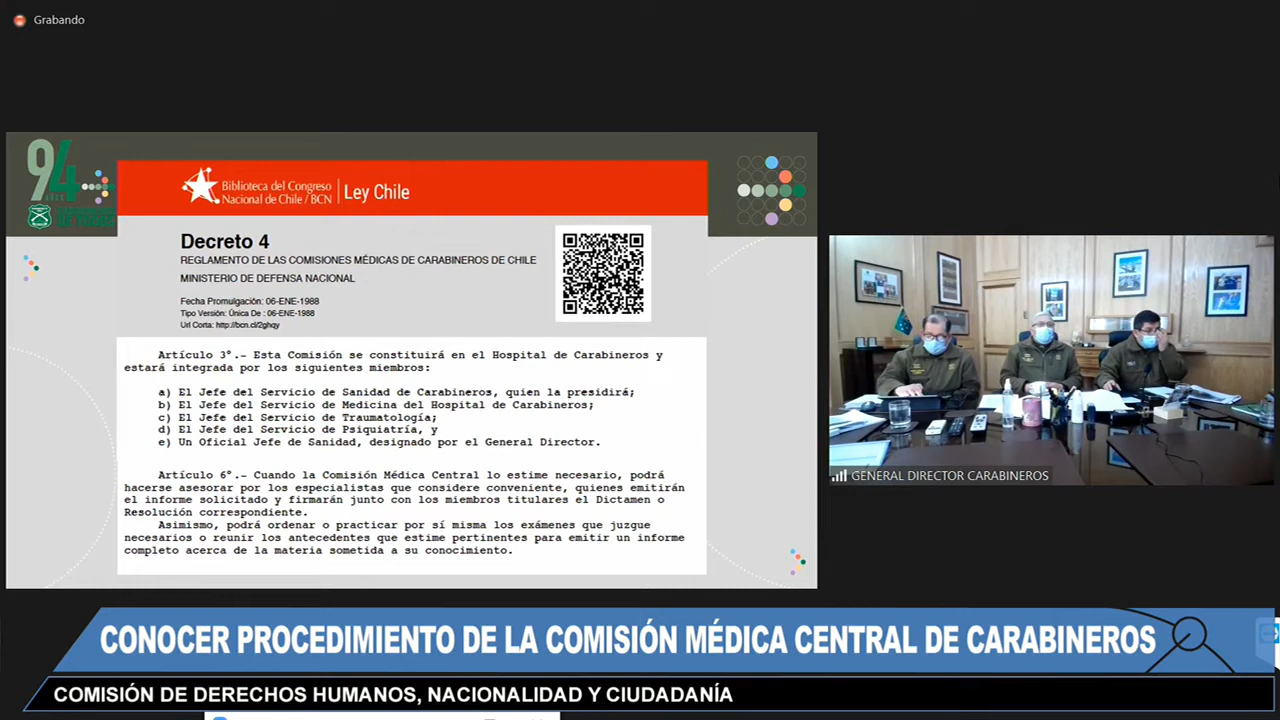 Grabando
94
Biblioteca del Congreso
Nacional de Chile / BCN
Ley Chile
Decreto 4
REGLAMENTO DE LAS COMISIONES MÉDICAS DE CARABINEROS DE CHILE
MINISTERIO DE DEFENSA NACIONAL
Fecha Promulgación: 06-ENE-1988
Tipo Versión: Única De : 06-ENE-1988
Url Corta: http://bcn.cl/2ghqy
Artículo 3°.- Esta Comisión se constituirá en el Hospital de Carabineros y
estará integrada por los siguientes miembros:
a) El Jefe del Servicio de Sanidad de Carabineros, quien la presidirá;
b) El Jefe del Servicio de Medicina del Hospital de Carabineros;
c) El Jefe del Servicio de Traumatología;
d) El Jefe del Servicio de Psiquiatría, y
e) Un Oficial Jefe de Sanidad, designado por el General Director.
Artículo 6°.- Cuando la Comisión Médica Central lo estime necesario, podrá
hacerse asesorar por los especialistas que considere conveniente, quienes emitirán
el informe solicitado y firmarán junto con los miembros titulares el Dictamen o
Resolución correspondiente.
Asimismo, podrá ordenar o practicar por sí misma los exámenes que juzgue
necesarios o reunir los antecedentes que estime pertinentes para emitir un informe
completo acerca de la materia sometida a su conocimiento.
GENERAL DIRECTOR CARABINEROS
CONOCER PROCEDIMIENTO DE LA COMISIÓN MÉDICA CENTRAL DE CARABINEROS
COMISIÓN DE DERECHOS HUMANOS, NACIONALIDAD Y CIUDADANÍA